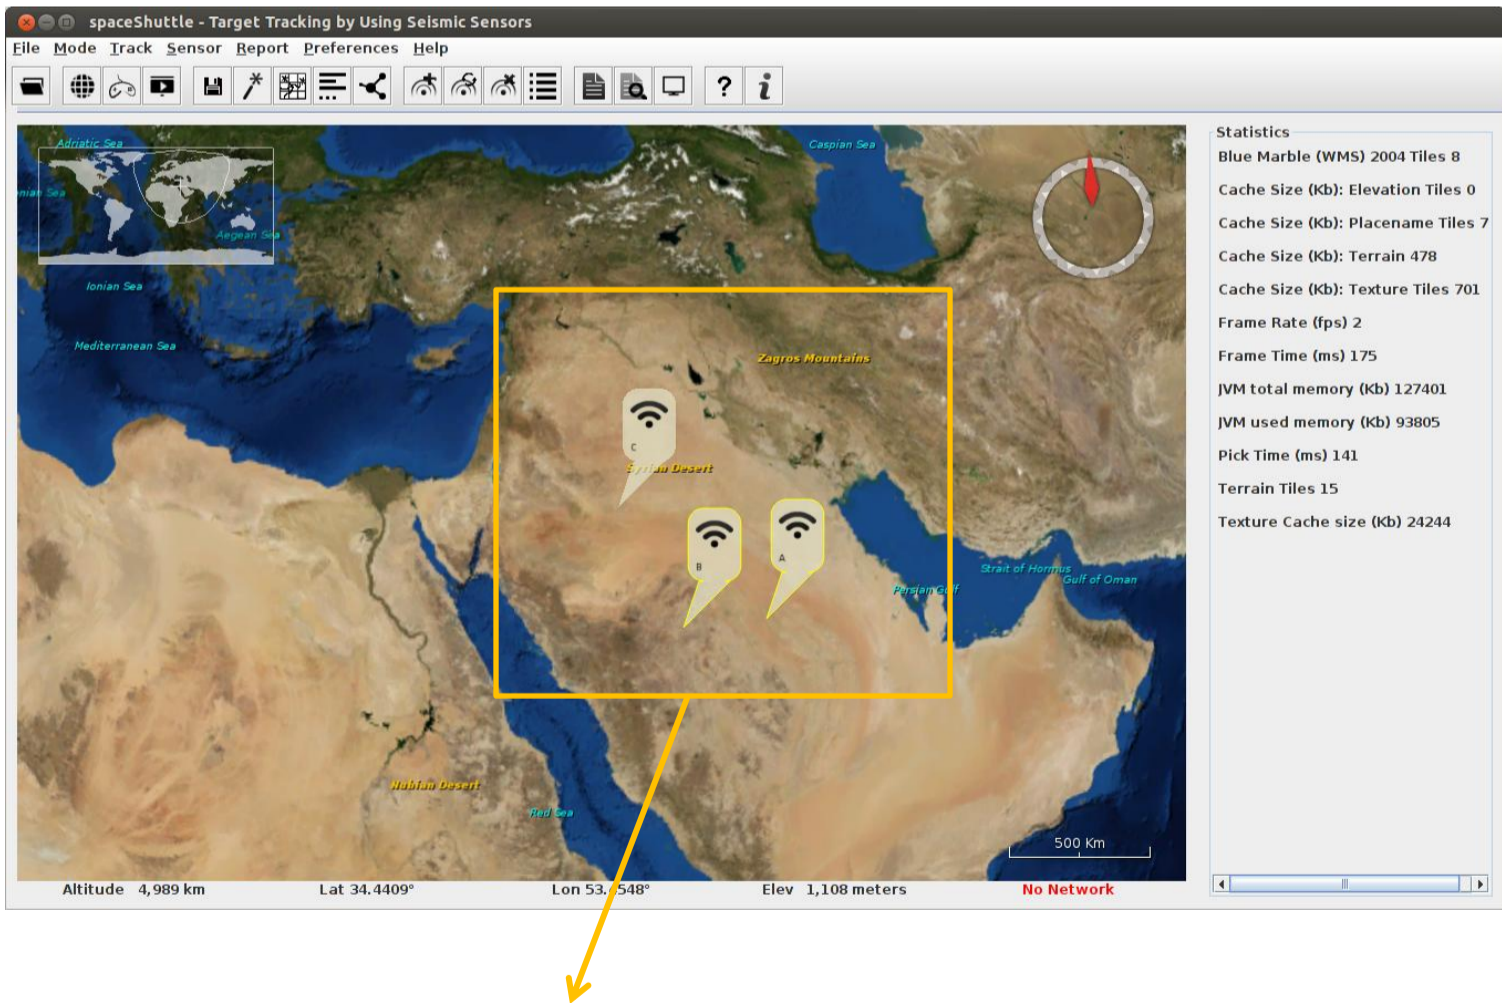 spaceShuttle - Target Tracking by Using Seismic Sensors
File Mode Track Sensor Report Preferences Help
Statistics
Blue Marble (WMS) 2004 Tiles 8
Cache Size (Kb): Elevation Tiles 0
Cache Size (Kb): Placename Tiles 7
Cache Size (Kb): Terrain 478
Cache Size (Kb): Texture Tiles 701
Frame Rate (fps) 2
Frame Time (ms) 175
JVM total memory (Kb) 127401
JVM used memory (Kb) 93805
Pick Time (ms) 141
Terrain Tiles 15
Texture Cache size (Kb) 24244
Adriatic Sea
Caspian Sea
Aegean Sea
Ionian Sea
Mediterranean Sea
Zagros Mountains
C
Syrian Desert
B
A
Strait of Hormus
Gulf of Oman
Persian Gulf
Nubian Desert
Red Sea
500 Km
Altitude 4,989 km Lat 34.4409° Elev 1,108 meters No Network